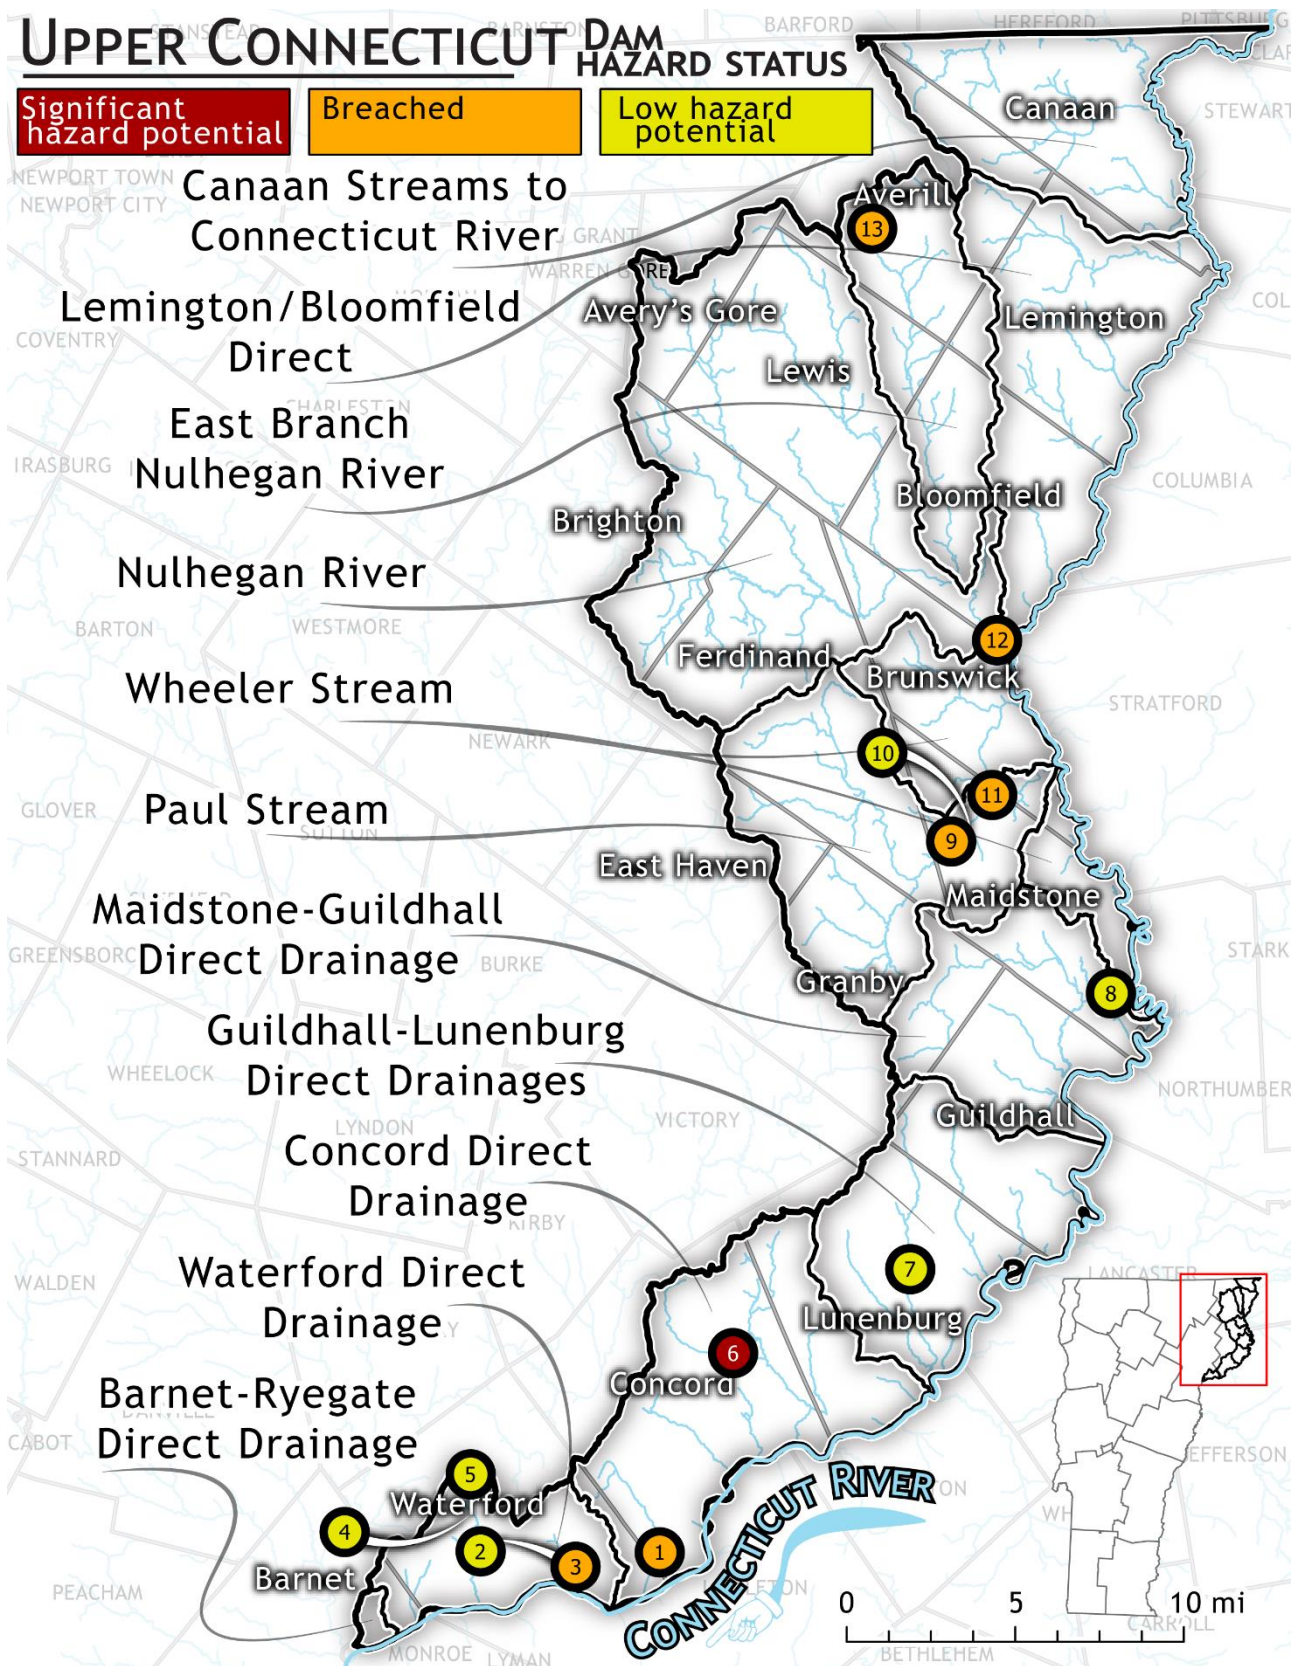 UPPER CONNECTICUT DAM HAZARD STATUS
Significant hazard potential
Breached
Low hazard potential
Canaan Streams to
Connecticut River
Lemington/Bloomfield
Direct
East Branch
Nulhegan River
Nulhegan River
Wheeler Stream
Paul Stream
Maidstone-Guildhall
Direct Drainage
Guildhall-Lunenburg
Direct Drainages
Concord Direct
Drainage
Waterford Direct
Drainage
Barnet-Ryegate
Direct Drainage
Canaan
Averill
13
Avery's Gore
Lemington
Lewis
Bloomfield
Brighton
12
Ferdinand
Brunswick
10
11
9
East Haven
Maidstone
Granby
8
Guildhall
7
Lunenburg
6
Concord
5
Waterford
4
2
3
1
Barnet
CONNECTICUT RIVER
0 5 10 mi
BARFORD
HEREFORD
NEWPORT TOWN
NEWPORT CITY
COVENTRY
CHARLESTON
IRASBURG
COLUMBIA
BARTON
WESTMORE
STRATFORD
NEWARK
GLOVER
SUTTON
BURKE
STARK
WHEELOCK
VICTORY
LYNDON
STANNARD
KIRBY
WALDEN
LANCASTER
CABOT
PEACHAM
MONROE
LYMAN
BETHLEHEM
CARROLL